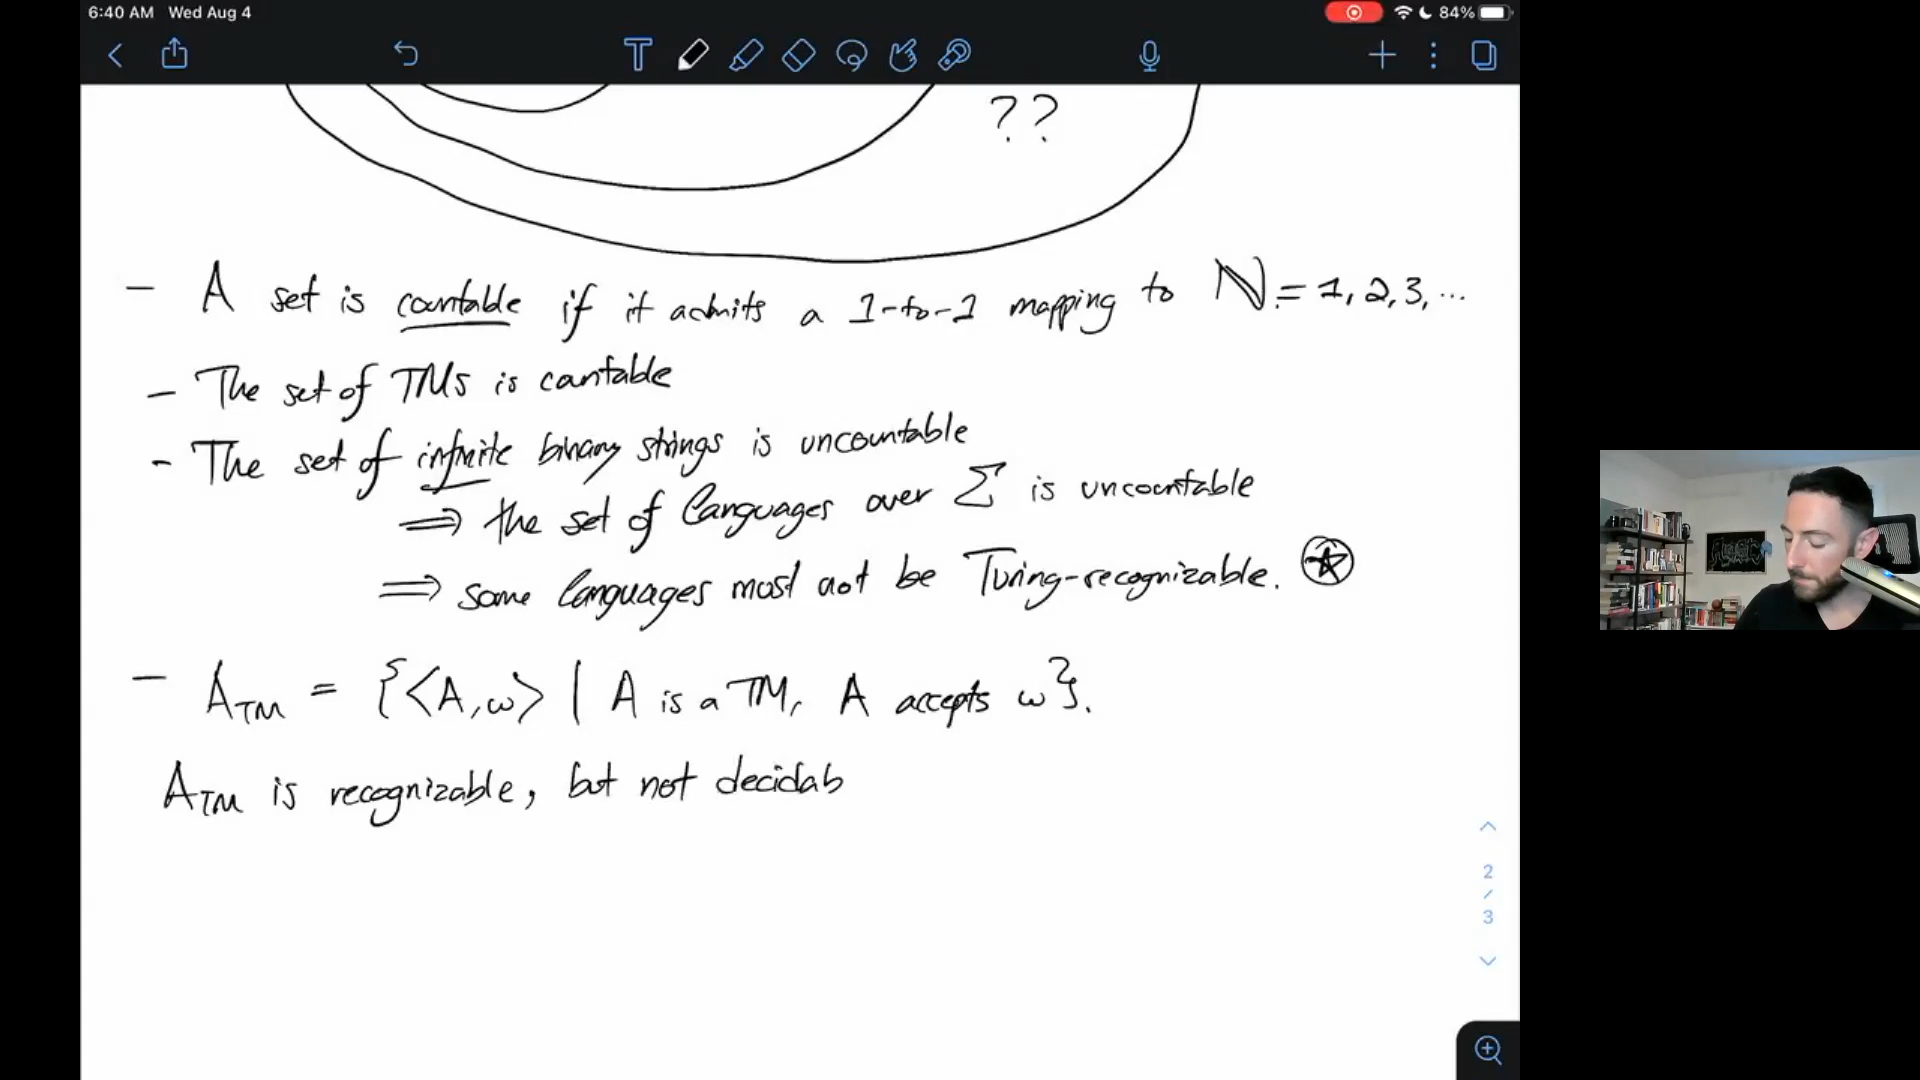 6:40 AM Wed Aug 4
84%
??
- A set is countable if it admits a 1-to-1 mapping to ℕ = 1, 2, 3, ...
- The set of TMs is countable
- The set of infinite binary strings is uncountable
⟹ the set of languages over Σ is uncountable
⟹ some languages must not be Turing-recognizable.
- A_TM = {<A, w> | A is a TM, A accepts w}.
A_TM is recognizable, but not decidab
2
/
3